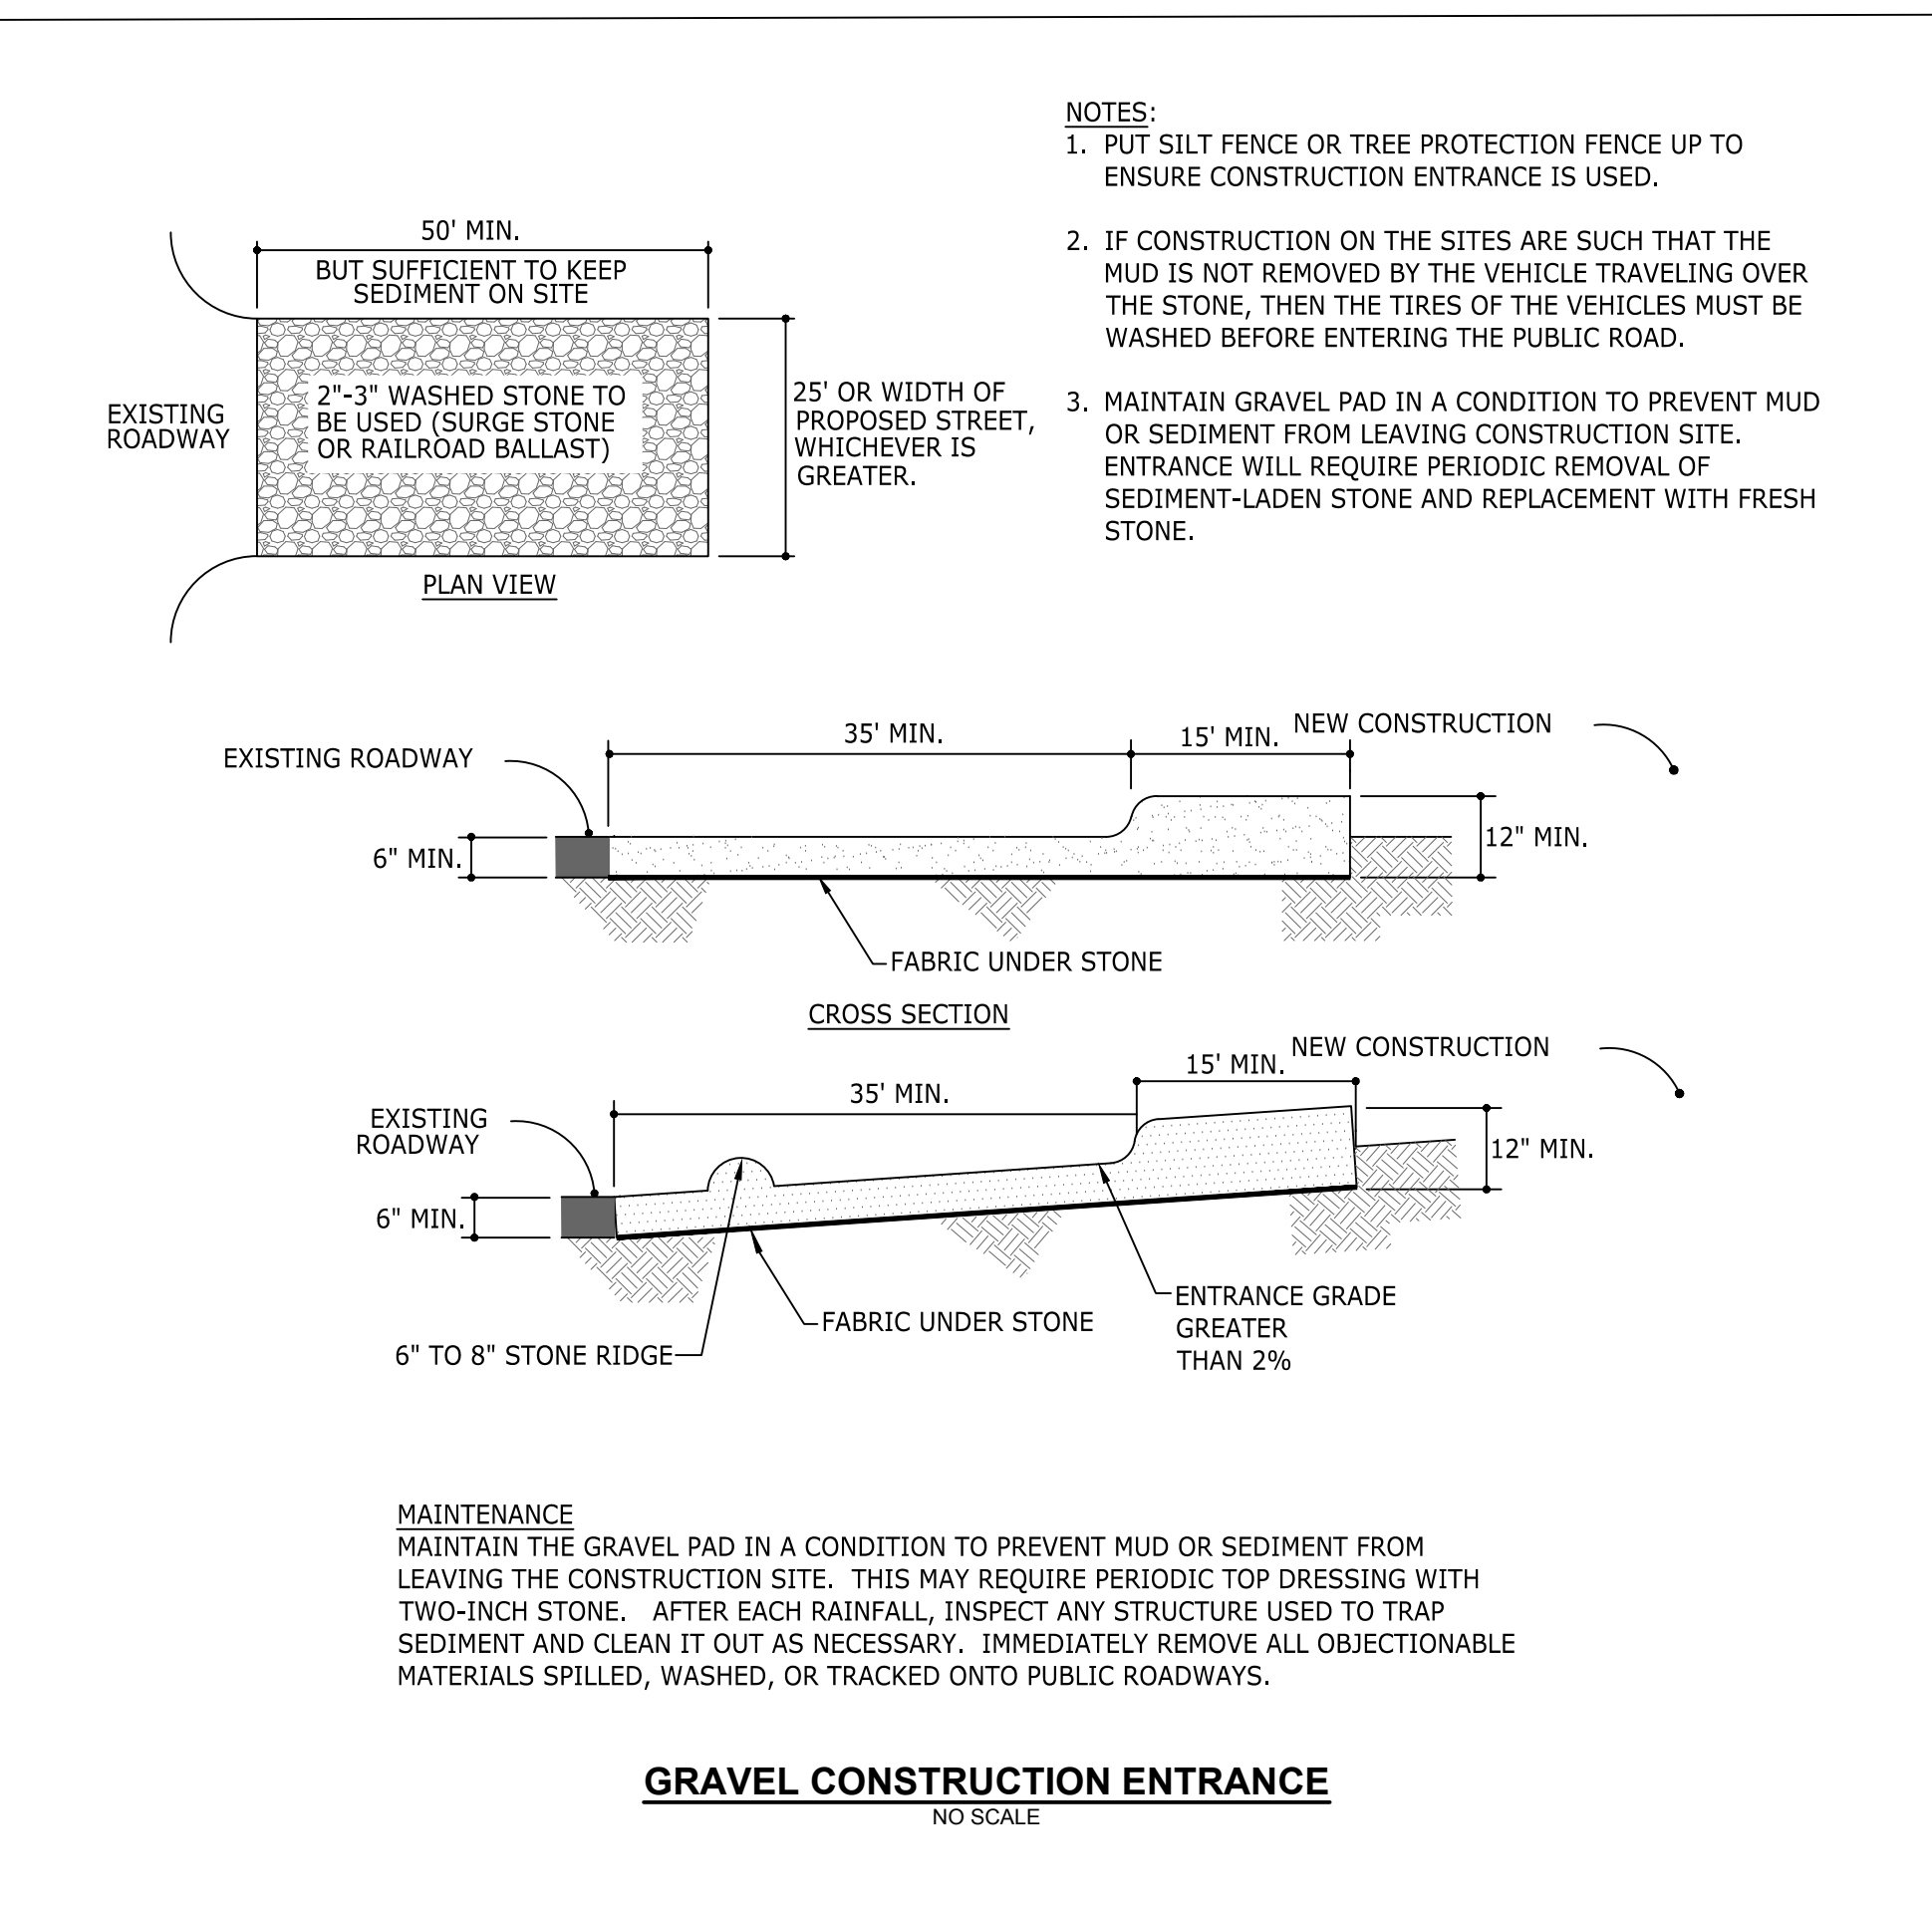 50' MIN.
BUT SUFFICIENT TO KEEP
SEDIMENT ON SITE
EXISTING
ROADWAY
2"-3" WASHED STONE TO
BE USED (SURGE STONE
OR RAILROAD BALLAST)
25' OR WIDTH OF
PROPOSED STREET,
WHICHEVER IS
GREATER.
PLAN VIEW
NOTES:
1. PUT SILT FENCE OR TREE PROTECTION FENCE UP TO
ENSURE CONSTRUCTION ENTRANCE IS USED.
2. IF CONSTRUCTION ON THE SITES ARE SUCH THAT THE
MUD IS NOT REMOVED BY THE VEHICLE TRAVELING OVER
THE STONE, THEN THE TIRES OF THE VEHICLES MUST BE
WASHED BEFORE ENTERING THE PUBLIC ROAD.
3. MAINTAIN GRAVEL PAD IN A CONDITION TO PREVENT MUD
OR SEDIMENT FROM LEAVING CONSTRUCTION SITE.
ENTRANCE WILL REQUIRE PERIODIC REMOVAL OF
SEDIMENT-LADEN STONE AND REPLACEMENT WITH FRESH
STONE.
EXISTING ROADWAY
35' MIN.
15' MIN.
NEW CONSTRUCTION
6" MIN.
12" MIN.
FABRIC UNDER STONE
CROSS SECTION
EXISTING
ROADWAY
35' MIN.
15' MIN.
NEW CONSTRUCTION
6" MIN.
12" MIN.
6" TO 8" STONE RIDGE
FABRIC UNDER STONE
ENTRANCE GRADE
GREATER
THAN 2%
MAINTENANCE
MAINTAIN THE GRAVEL PAD IN A CONDITION TO PREVENT MUD OR SEDIMENT FROM
LEAVING THE CONSTRUCTION SITE. THIS MAY REQUIRE PERIODIC TOP DRESSING WITH
TWO-INCH STONE. AFTER EACH RAINFALL, INSPECT ANY STRUCTURE USED TO TRAP
SEDIMENT AND CLEAN IT OUT AS NECESSARY. IMMEDIATELY REMOVE ALL OBJECTIONABLE
MATERIALS SPILLED, WASHED, OR TRACKED ONTO PUBLIC ROADWAYS.
GRAVEL CONSTRUCTION ENTRANCE
NO SCALE